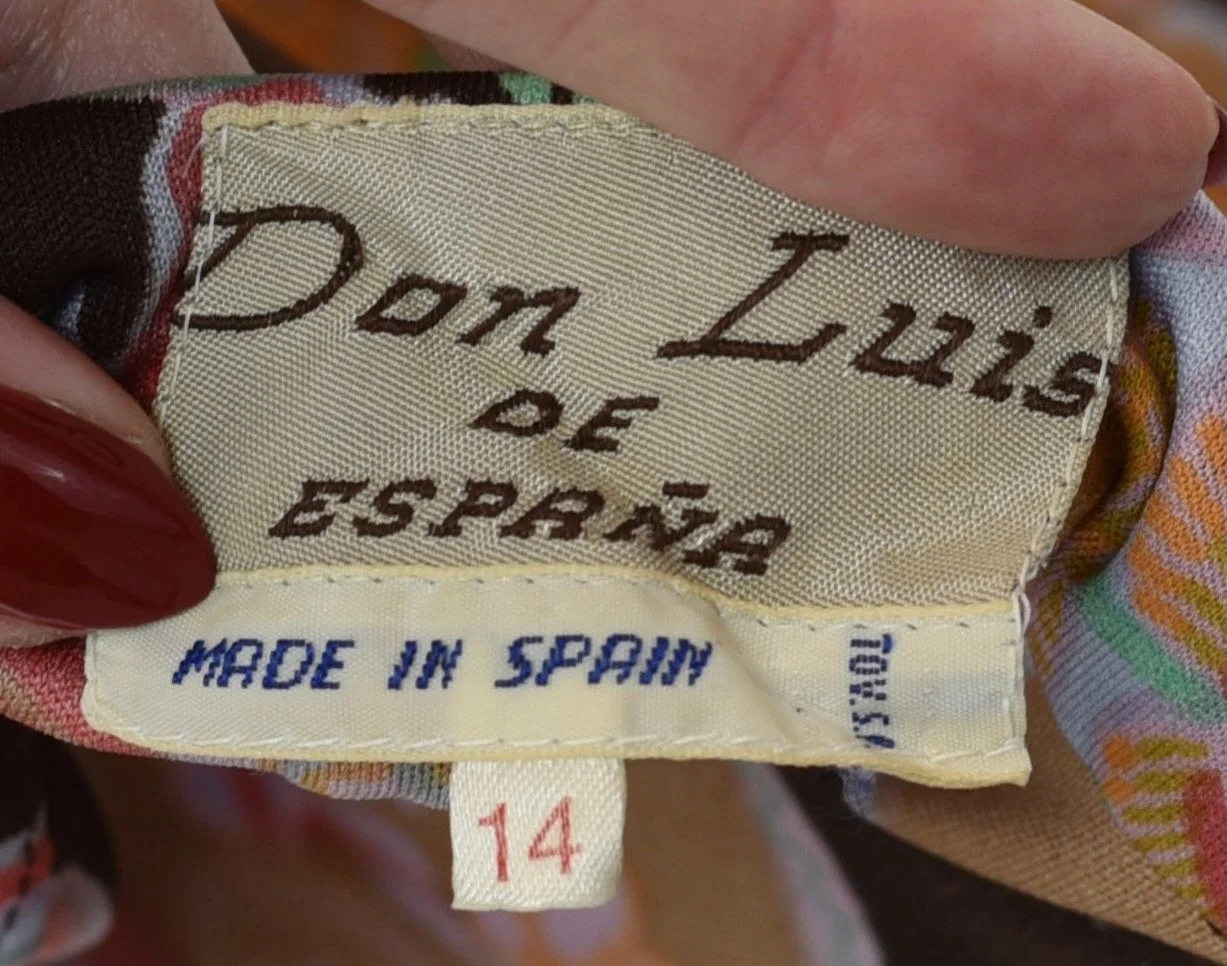 Don Luis
DE
ESPAÑA
MADE IN SPAIN
14